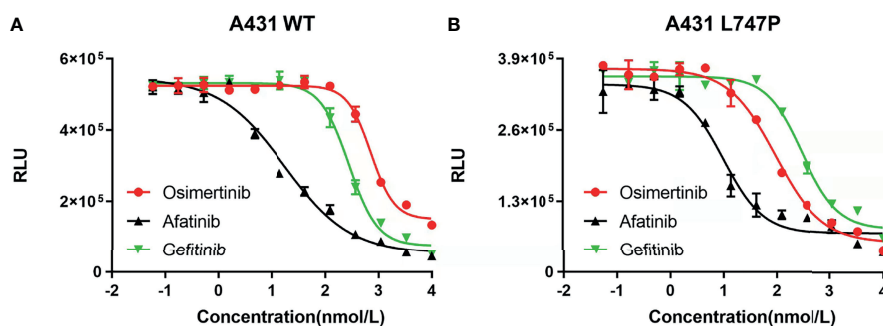 A
A431 WT
6×10⁵
4×10⁵
2×10⁵
0
RLU
Osimertinib
Afatinib
Gefitinib
-2 -1 0 1 2 3 4
Concentration(nmol/L)
B
A431 L747P
3.9×10⁵
2.6×10⁵
1.3×10⁵
0
RLU
Osimertinib
Afatinib
Gefitinib
-2 -1 0 1 2 3 4
Concentration(nmol/L)